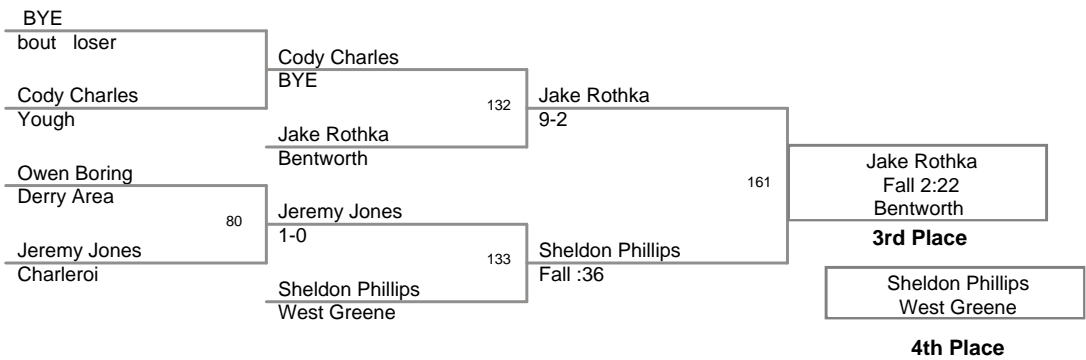 BYE
bout loser
Cody Charles
BYE
Cody Charles
Yough
132
Jake Rothka
9-2
Jake Rothka
Bentworth
Owen Boring
Derry Area
80
Jeremy Jones
1-0
Jeremy Jones
Charleroi
133
Sheldon Phillips
Fall :36
Sheldon Phillips
West Greene
161
Jake Rothka
Fall 2:22
Bentworth
3rd Place
Sheldon Phillips
West Greene
4th Place